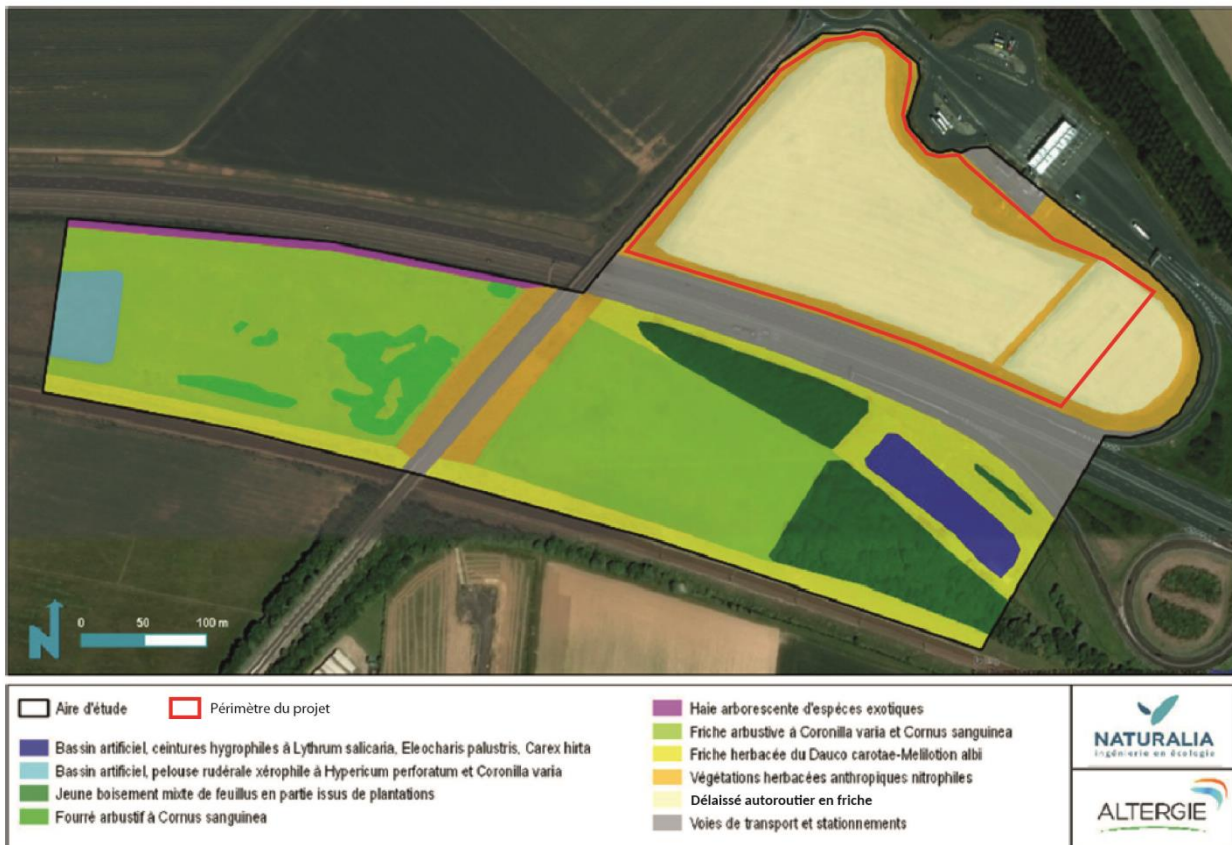 N
0 50 100 m
Aire d'étude
Périmètre du projet
Bassin artificiel, ceintures hygrophiles à Lythrum salicaria, Eleocharis palustris, Carex hirta
Bassin artificiel, pelouse rudérale xérophile à Hypericum perforatum et Coronilla varia
Jeune boisement mixte de feuillus en partie issus de plantations
Fourré arbustif à Cornus sanguinea
Haie arborescente d'espéces exotiques
Friche arbustive à Coronilla varia et Cornus sanguinea
Friche herbacée du Dauco carotae-Melilotion albi
Végétations herbacées anthropiques nitrophiles
Délaissé autoroutier en friche
Voies de transport et stationnements
NATURALIA
ingénierie en écologie
ALTERGIE